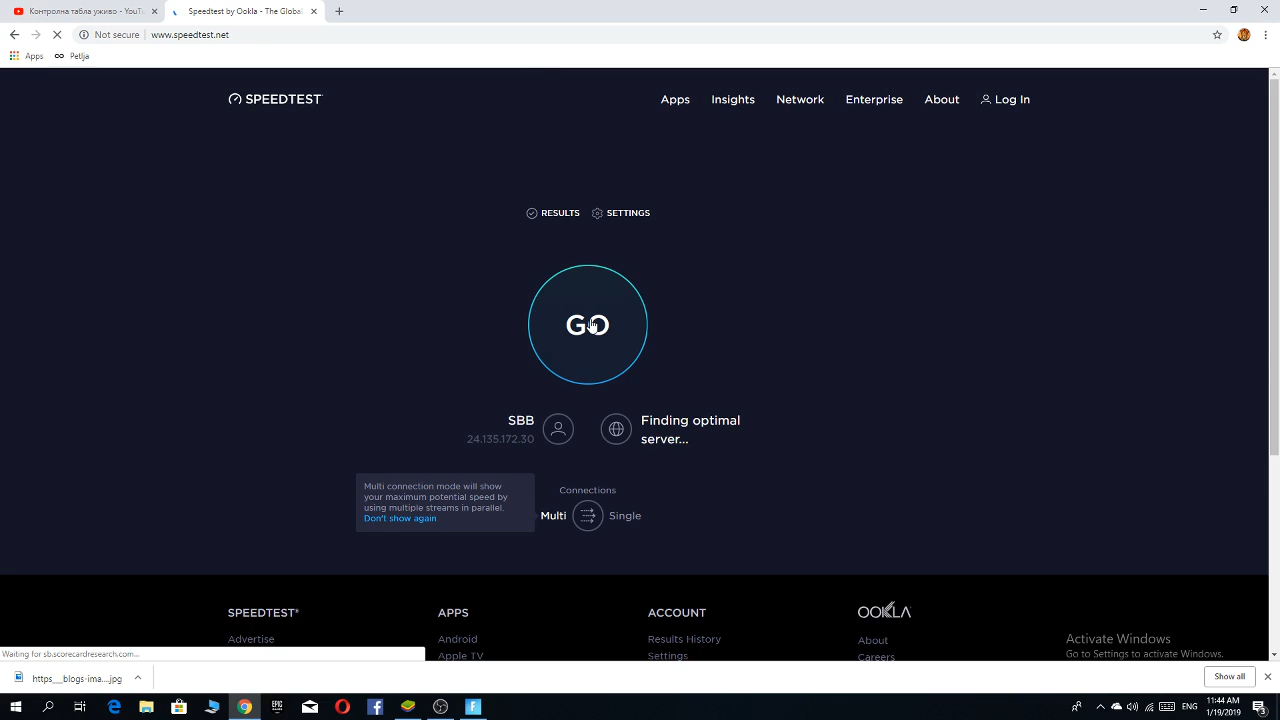 Контролна табла уживо - YouT
Speedtest by Ookla - The Global
Not secure
www.speedtest.net
Apps
Petlja
SPEEDTEST
Apps
Insights
Network
Enterprise
About
Log In
RESULTS
SETTINGS
GO
SBB
24.135.172.30
Finding optimal
server...
Multi connection mode will show
your maximum potential speed by
using multiple streams in parallel.
Don't show again
Connections
Multi
Single
SPEEDTEST®
APPS
ACCOUNT
OOKLA
Advertise
Android
Results History
About
Apple TV
Settings
Careers
Activate Windows
Go to Settings to activate Windows.
Waiting for sb.scorecardresearch.com...
https___blogs-ima....jpg
Show all
EPIC
GAMES
11:44 AM
1/19/2019
3